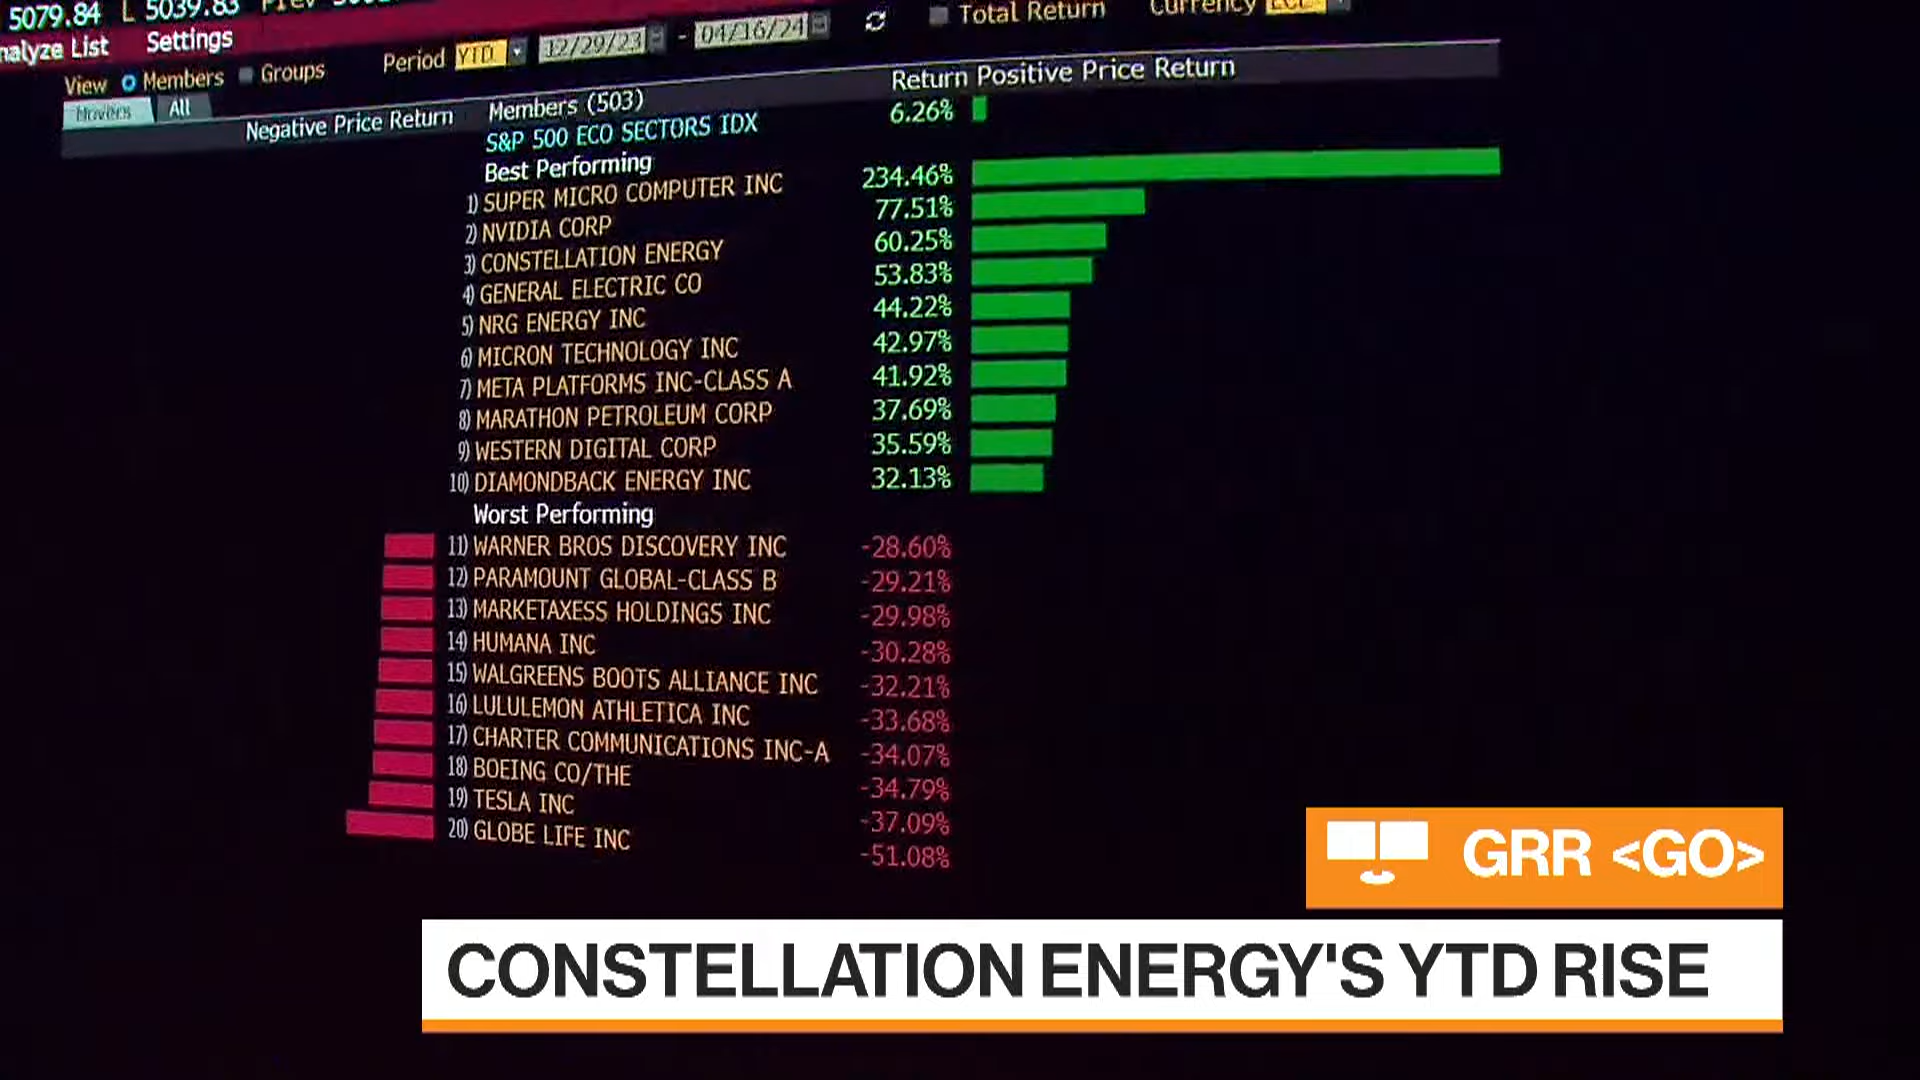 5079.84 L 5039.83 Prev
nalyze List Settings
View Members Groups Period YTD 12/29/23 - 04/16/24 Total Return Currency
Movers All
Negative Price Return Members (503) Return Positive Price Return
S&P 500 ECO SECTORS IDX 6.26%
Best Performing
1) SUPER MICRO COMPUTER INC 234.46%
2) NVIDIA CORP 77.51%
3) CONSTELLATION ENERGY 60.25%
4) GENERAL ELECTRIC CO 53.83%
5) NRG ENERGY INC 44.22%
6) MICRON TECHNOLOGY INC 42.97%
7) META PLATFORMS INC-CLASS A 41.92%
8) MARATHON PETROLEUM CORP 37.69%
9) WESTERN DIGITAL CORP 35.59%
10) DIAMONDBACK ENERGY INC 32.13%
Worst Performing
11) WARNER BROS DISCOVERY INC -28.60%
12) PARAMOUNT GLOBAL-CLASS B -29.21%
13) MARKETAXESS HOLDINGS INC -29.98%
14) HUMANA INC -30.28%
15) WALGREENS BOOTS ALLIANCE INC -32.21%
16) LULULEMON ATHLETICA INC -33.68%
17) CHARTER COMMUNICATIONS INC-A -34.07%
18) BOEING CO/THE -34.79%
19) TESLA INC -37.09%
20) GLOBE LIFE INC -51.08%
GRR <GO>
CONSTELLATION ENERGY'S YTD RISE